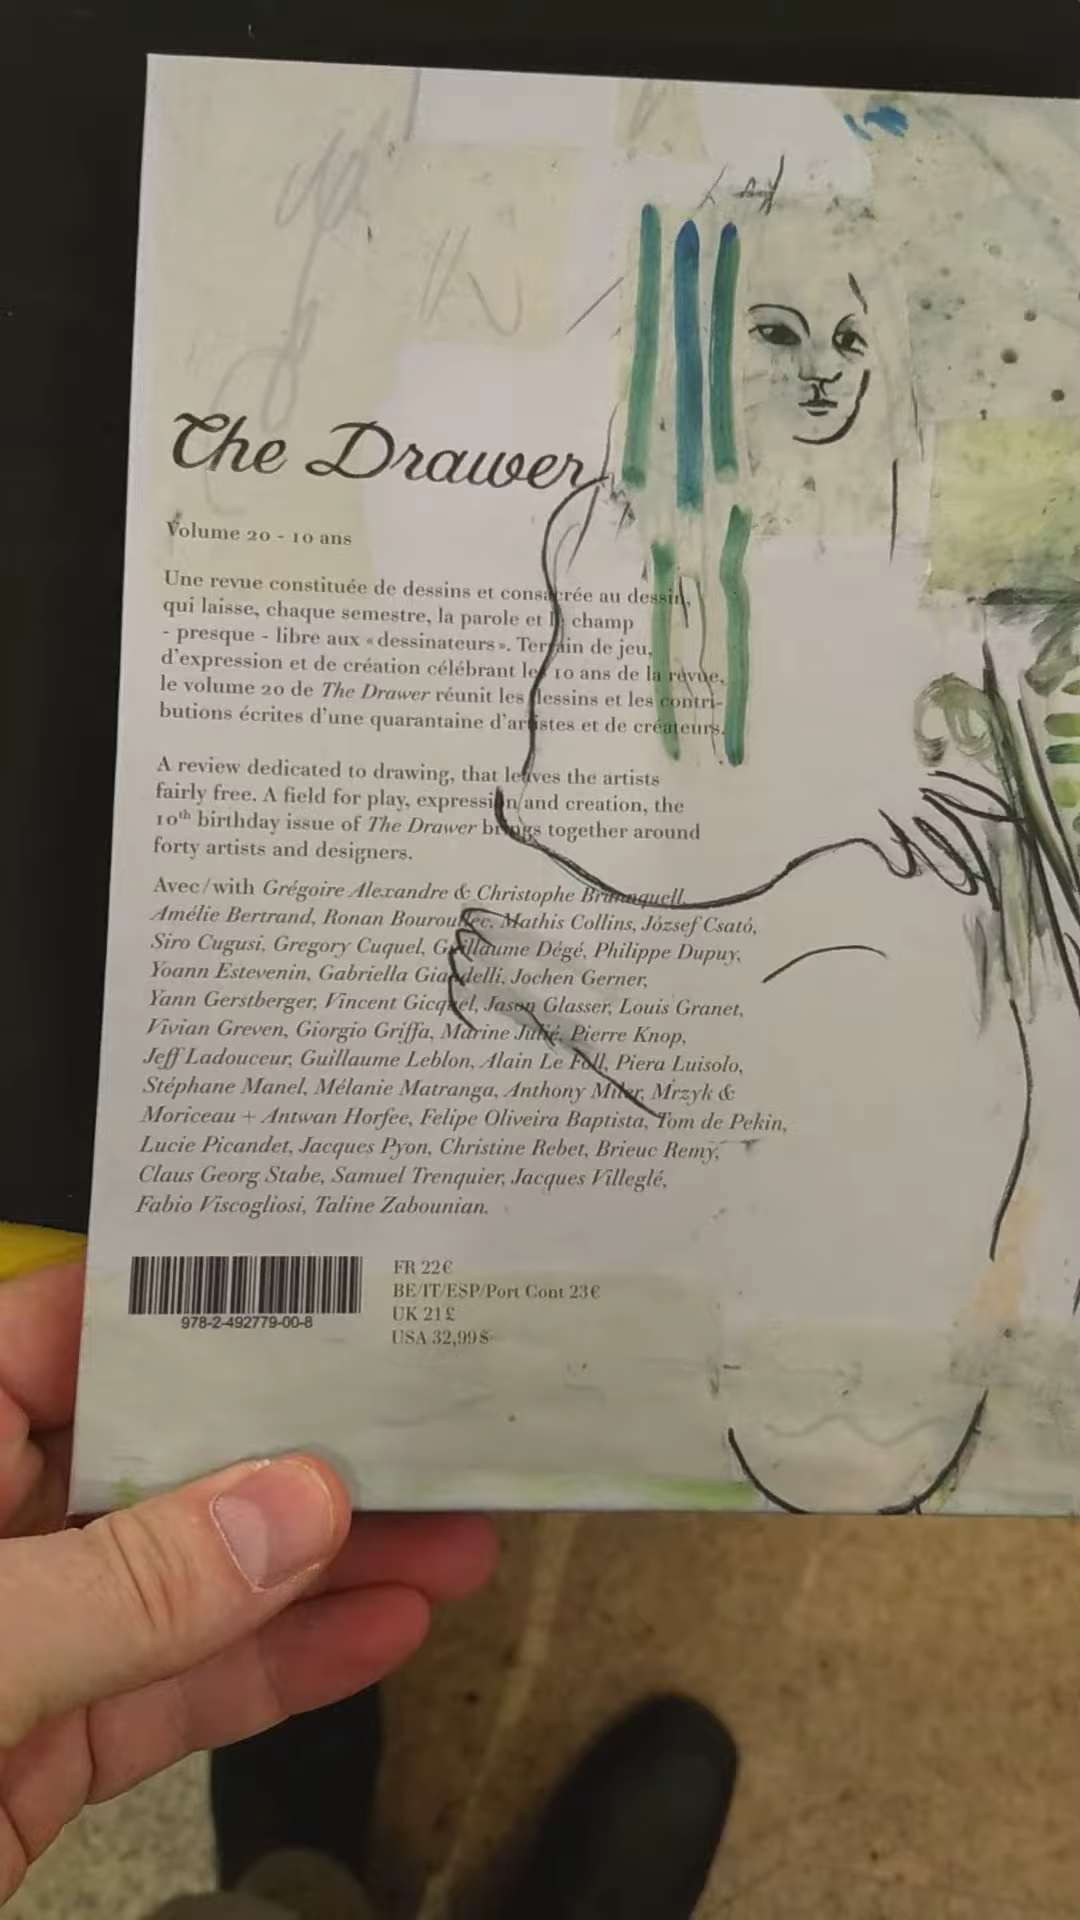 The Drawer
Volume 20 - 10 ans
Une revue constituée de dessins et consacrée au dessin,
qui laisse, chaque semestre, la parole et le champ
- presque - libre aux « dessinateurs ». Terrain de jeu,
d'expression et de création célébrant les 10 ans de la revue,
le volume 20 de The Drawer réunit les dessins et les contri-
butions écrites d'une quarantaine d'artistes et de créateurs.
A review dedicated to drawing, that leaves the artists
fairly free. A field for play, expression and creation, the
10th birthday issue of The Drawer brings together around
forty artists and designers.
Avec/with Grégoire Alexandre & Christophe Brunnquell,
Amélie Bertrand, Ronan Bouroullec, Mathis Collins, József Csató,
Siro Cugusi, Gregory Cuquel, Guillaume Dégé, Philippe Dupuy,
Yoann Estevenin, Gabriella Giandelli, Jochen Gerner,
Yann Gerstberger, Vincent Gicquel, Jason Glasser, Louis Granet,
Vivian Greven, Giorgio Griffa, Marine Julié, Pierre Knop,
Jeff Ladouceur, Guillaume Leblon, Alain Le Foll, Piera Luisolo,
Stéphane Manel, Mélanie Matranga, Anthony Miler, Mrzyk &
Moriceau + Antwan Horfee, Felipe Oliveira Baptista, Tom de Pekin,
Lucie Picandet, Jacques Pyon, Christine Rebet, Brieuc Remy,
Claus Georg Stabe, Samuel Trenquier, Jacques Villeglé,
Fabio Viscogliosi, Taline Zabounian.
978-2-492779-00-8
FR 22€
BE/IT/ESP/Port Cont 23€
UK 21£
USA 32,99$